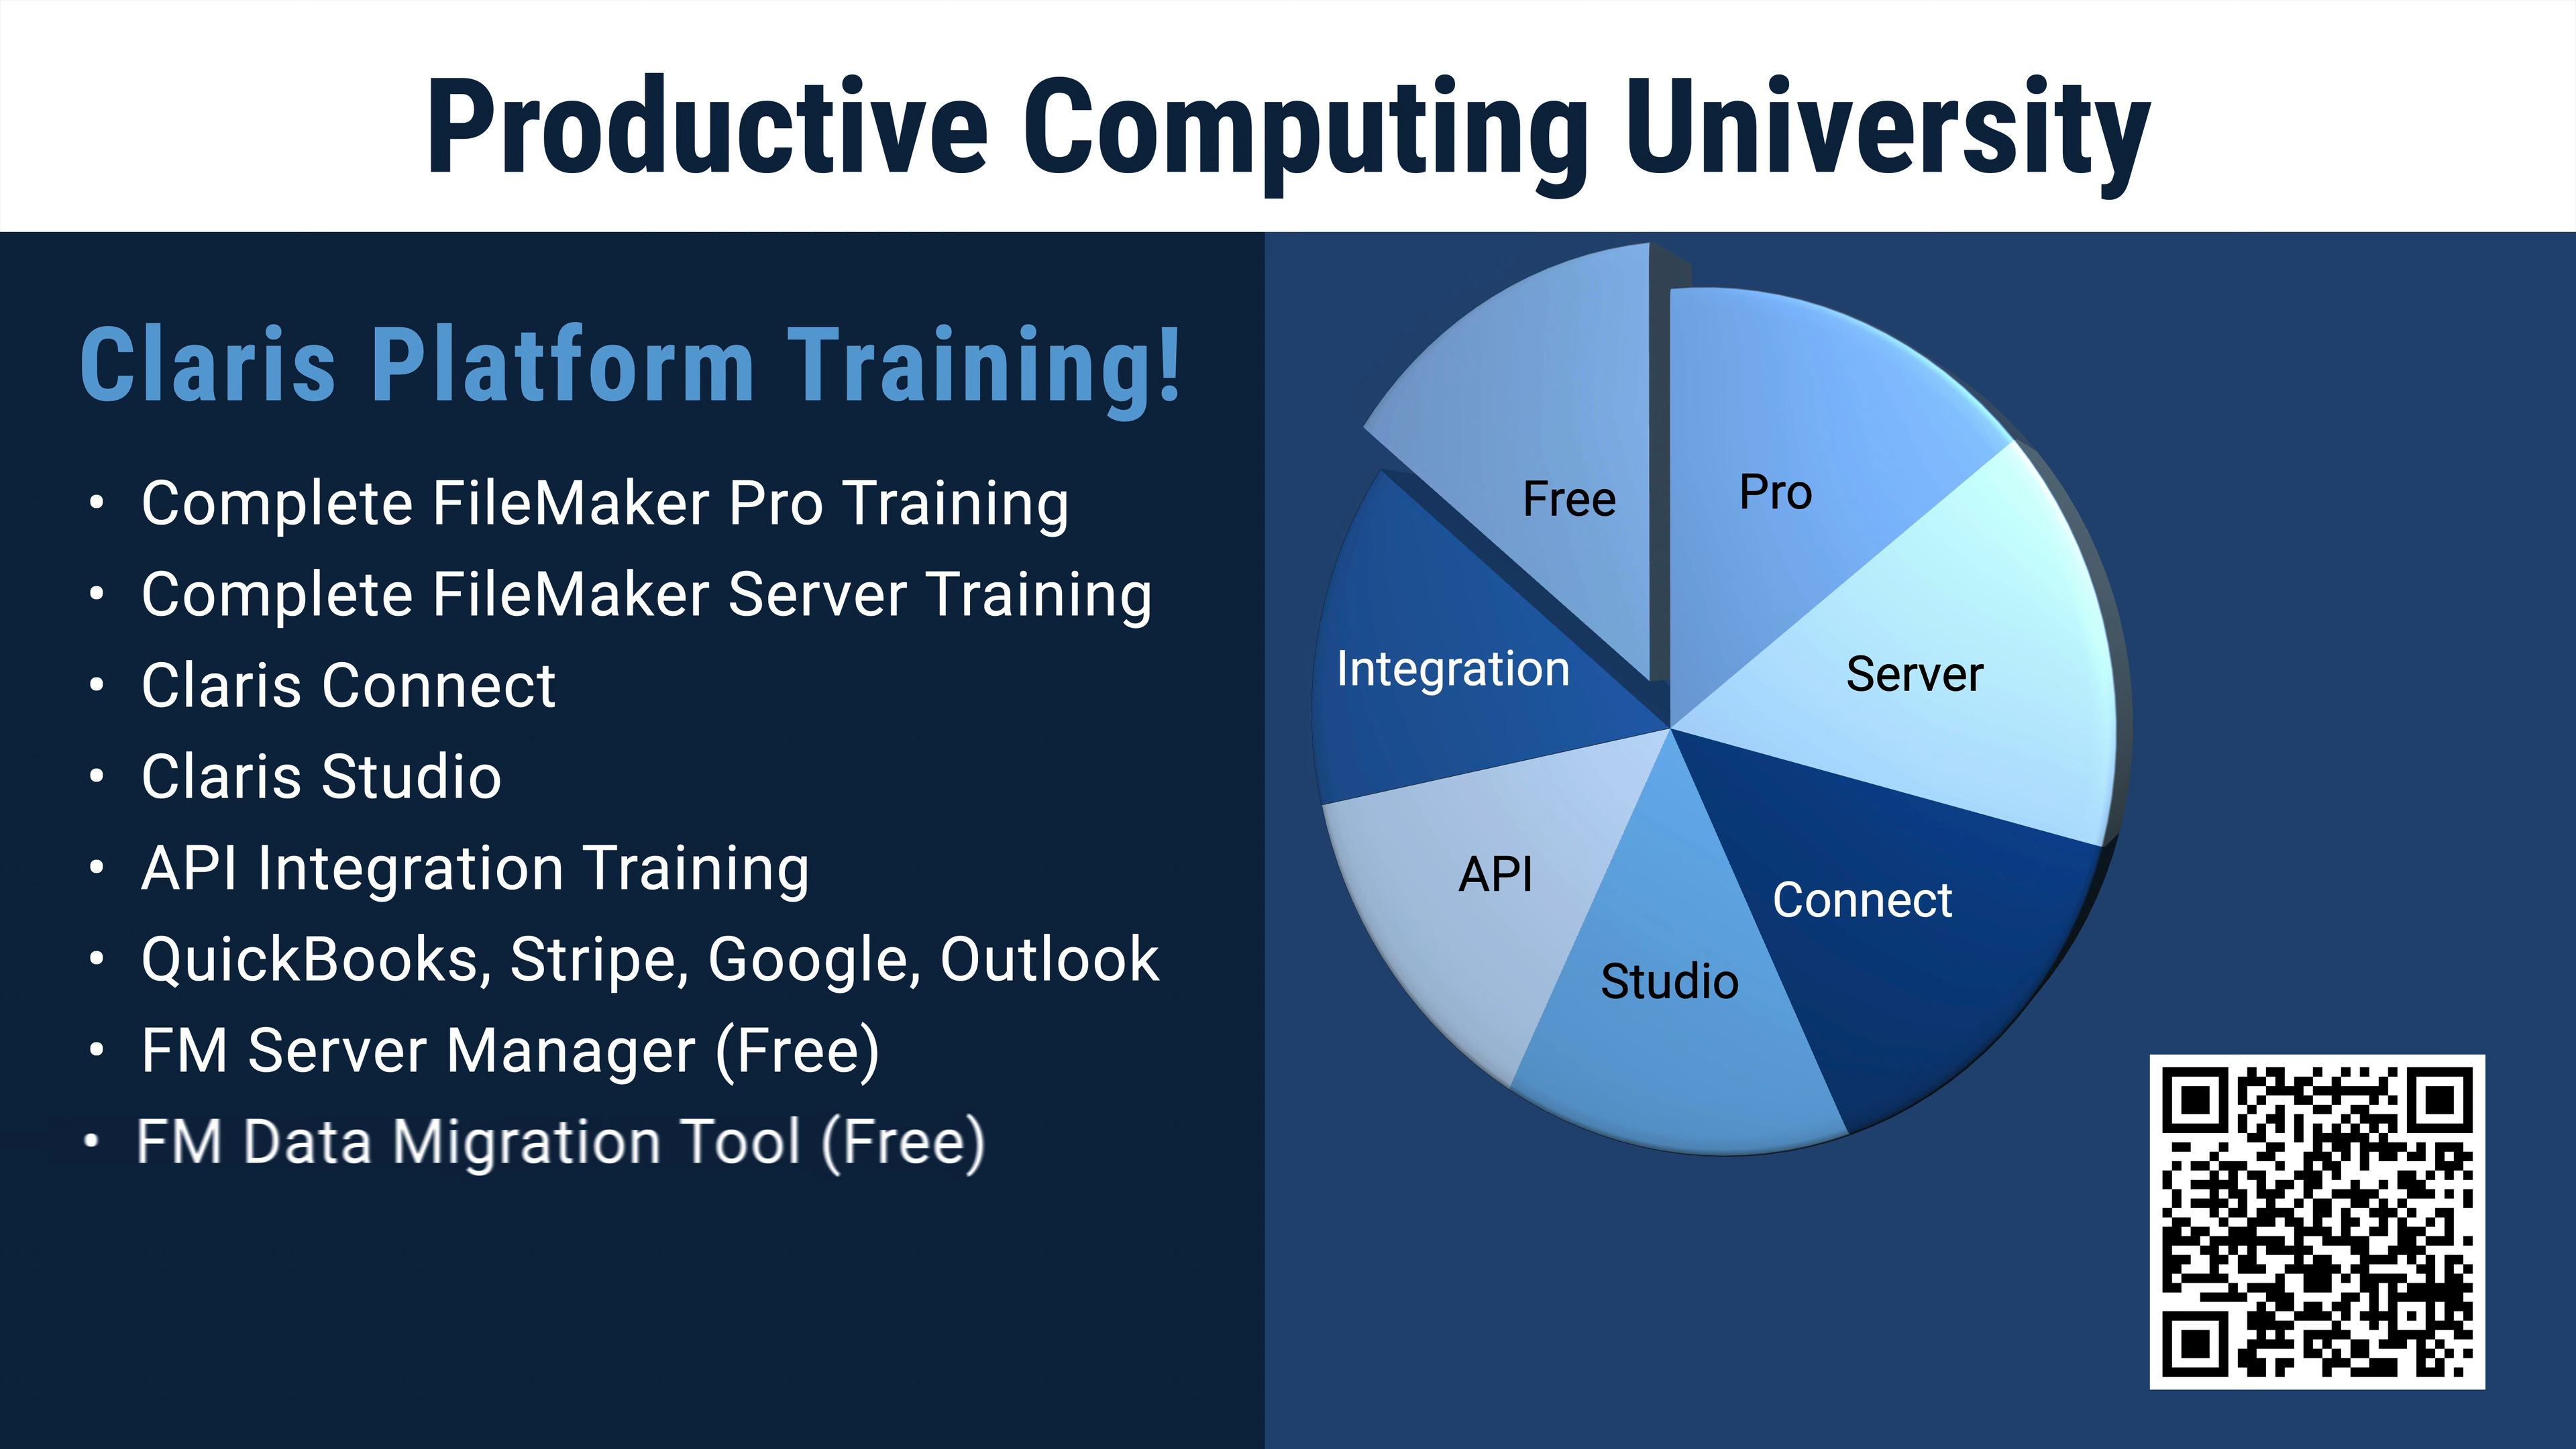 Productive Computing University
Claris Platform Training!
• Complete FileMaker Pro Training
• Complete FileMaker Server Training
• Claris Connect
• Claris Studio
• API Integration Training
• QuickBooks, Stripe, Google, Outlook
• FM Server Manager (Free)
• FM Data Migration Tool (Free)
Free
Pro
Integration
Server
API
Connect
Studio